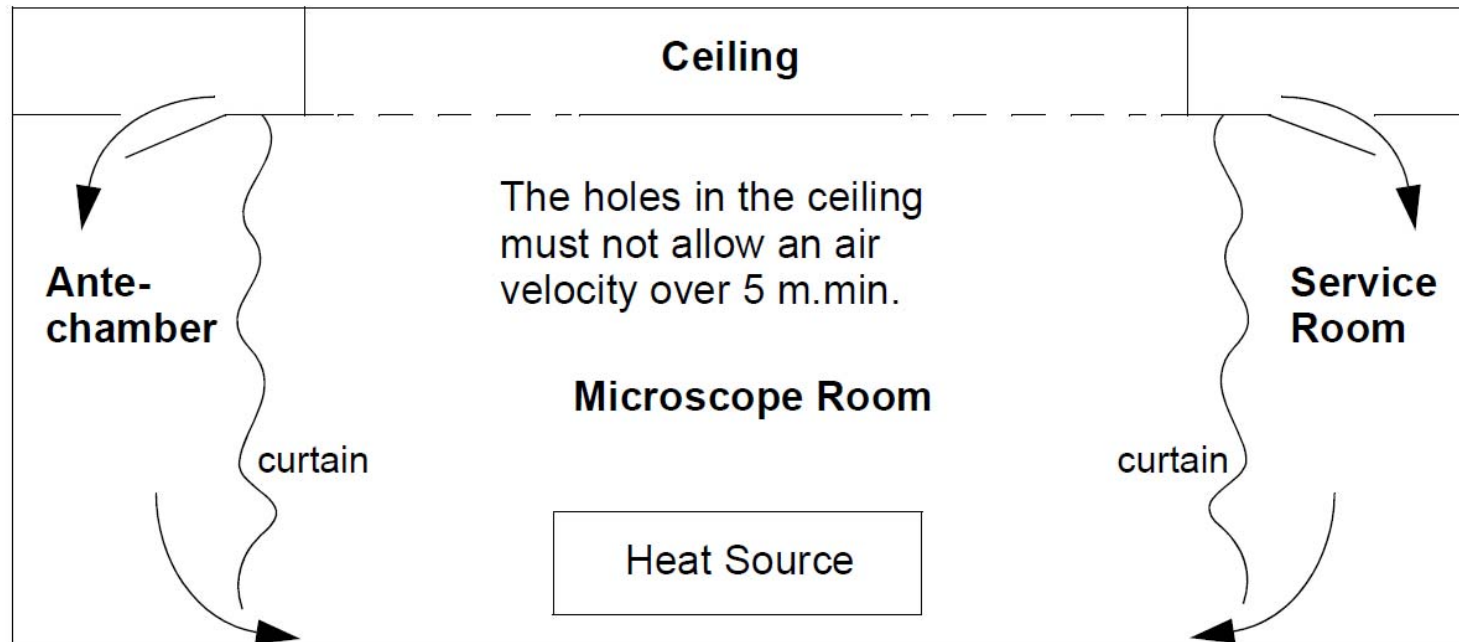 Ceiling
The holes in the ceiling
must not allow an air
velocity over 5 m.min.
Ante-
chamber
Service
Room
Microscope Room
curtain
curtain
Heat Source